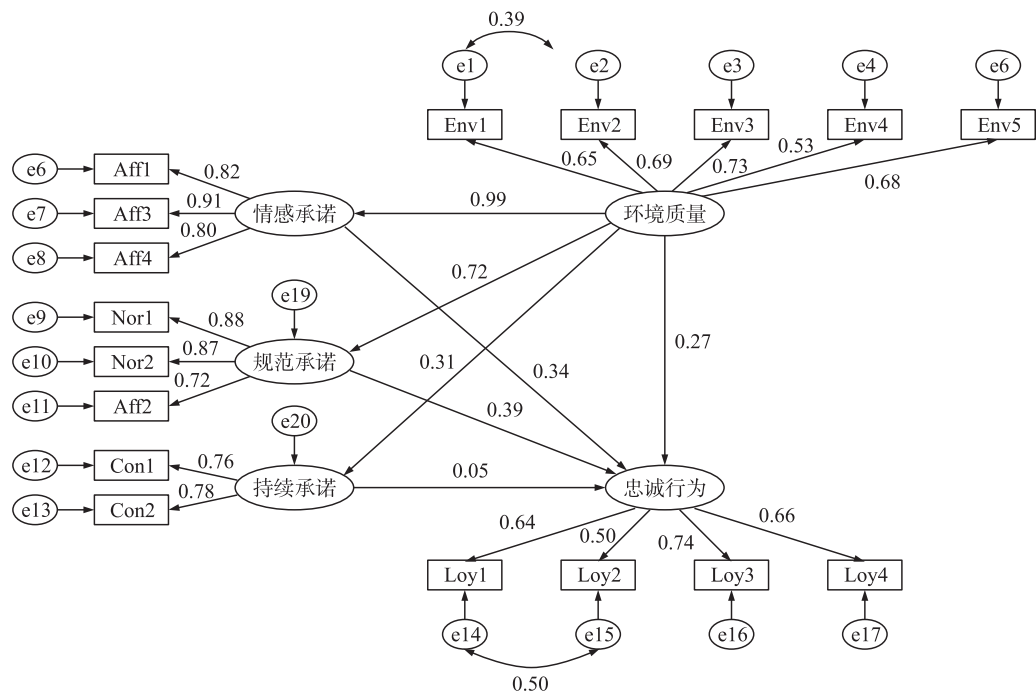 0.39
e1
e2
e3
e4
e6
Env1
Env2
Env3
Env4
Env5
0.65
0.69
0.73
0.53
0.68
e6
Aff1
0.82
e7
Aff3
0.91
情感承诺
0.99
环境质量
e8
Aff4
0.80
0.72
e19
e9
Nor1
0.88
e10
Nor2
0.87
规范承诺
0.31
0.34
0.27
e11
Aff2
0.72
0.39
e20
e12
Con1
0.76
持续承诺
0.05
忠诚行为
e13
Con2
0.78
0.64
0.50
0.74
0.66
Loy1
Loy2
Loy3
Loy4
e14
e15
e16
e17
0.50